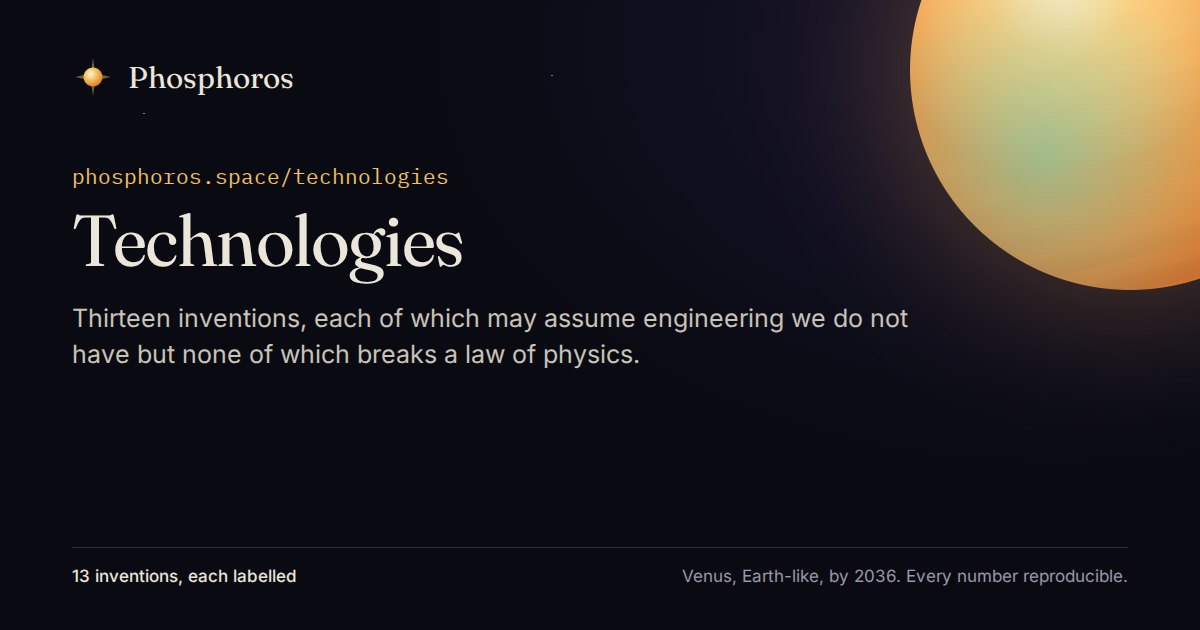 Phosphoros
phosphoros.space/technologies
Technologies
Thirteen inventions, each of which may assume engineering we do not
have but none of which breaks a law of physics.
13 inventions, each labelled
Venus, Earth-like, by 2036. Every number reproducible.